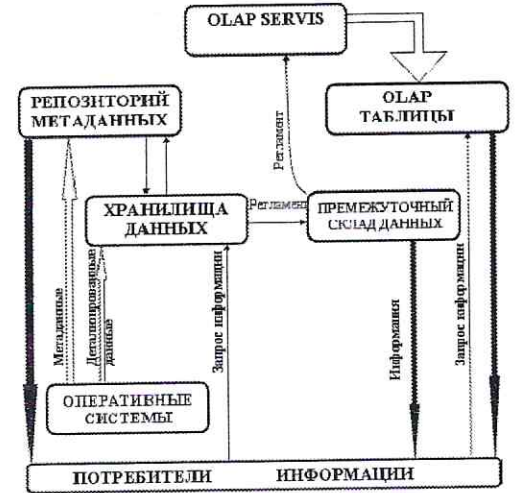 OLAP SERVIS
РЕПОЗИТОРИЙ
МЕТАДАННЫХ
OLAP
ТАБЛИЦЫ
Регламент
ХРАНИЛИЩА
ДАННЫХ
Регламент
ПРЕМЕЖУТОЧНЫЙ
СКЛАД ДАННЫХ
Метаданные
Детализированные
данные
Запрос информации
Информация
Запрос информации
ОПЕРАТИВНЫЕ
СИСТЕМЫ
ПОТРЕБИТЕЛИ ИНФОРМАЦИИ